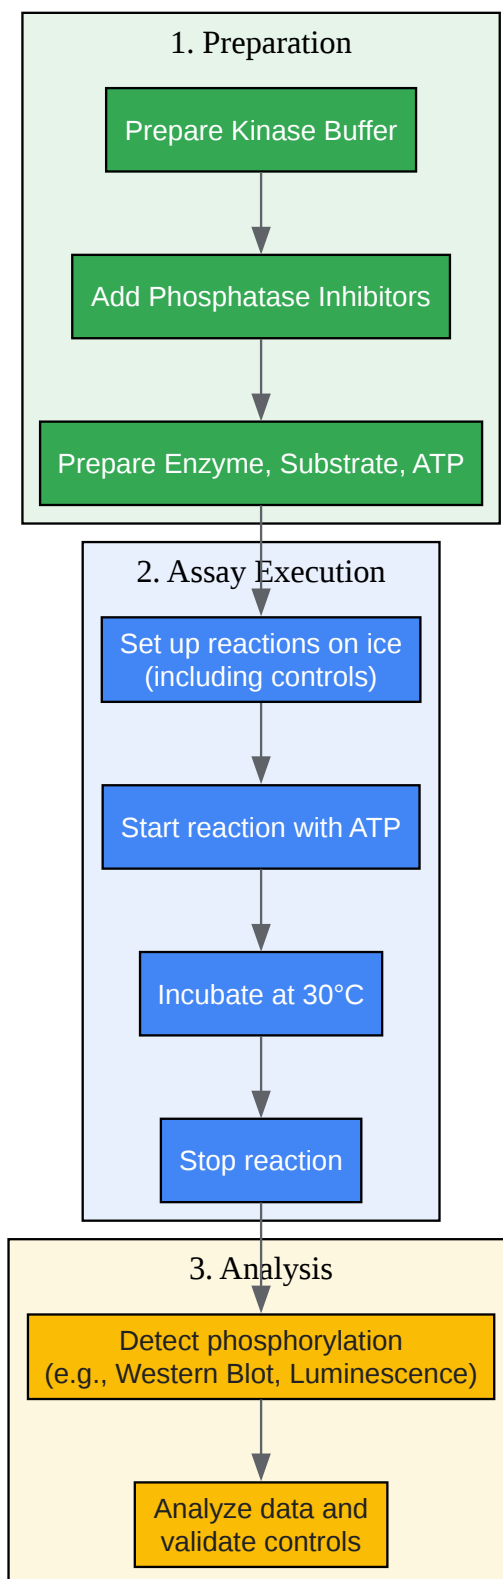 1. Preparation
Prepare Kinase Buffer
Add Phosphatase Inhibitors
Prepare Enzyme, Substrate, ATP
2. Assay Execution
Set up reactions on ice
(including controls)
Start reaction with ATP
Incubate at 30°C
Stop reaction
3. Analysis
Detect phosphorylation
(e.g., Western Blot, Luminescence)
Analyze data and
validate controls